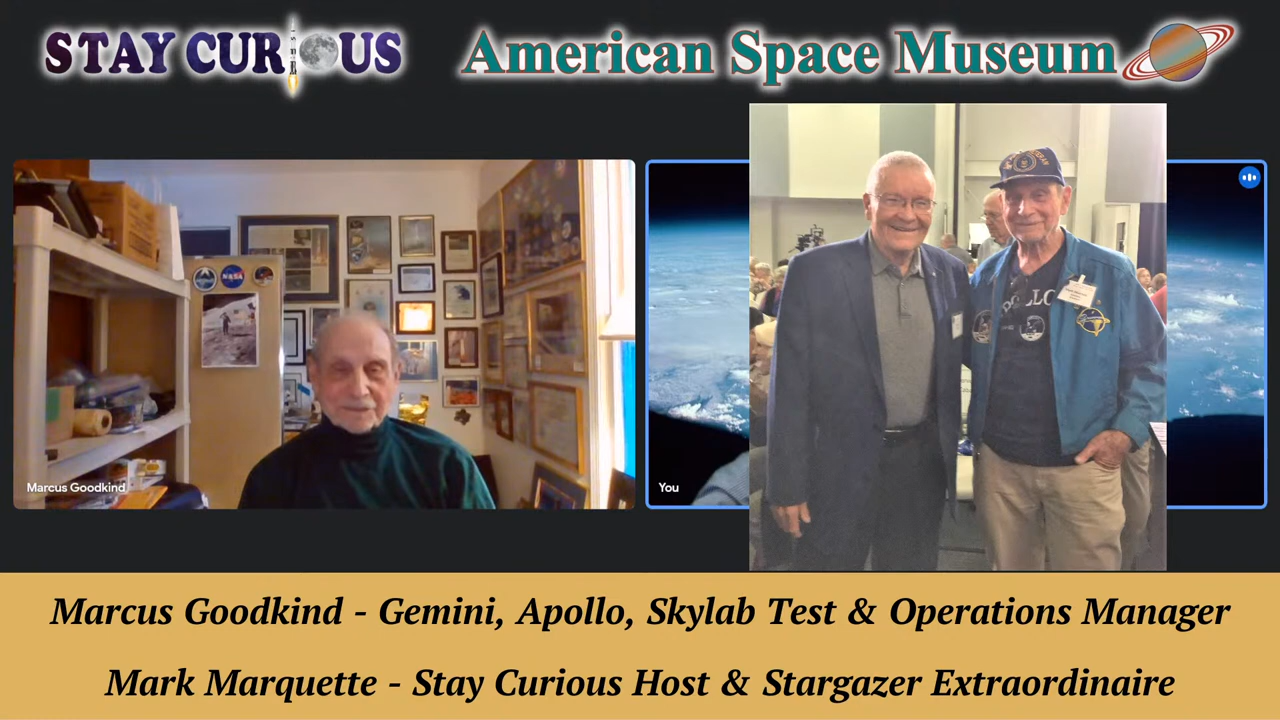 STAY CURIOUS
American Space Museum
NASA
Marcus Goodkind
You
Marcus Goodkind - Gemini, Apollo, Skylab Test & Operations Manager
Mark Marquette - Stay Curious Host & Stargazer Extraordinaire